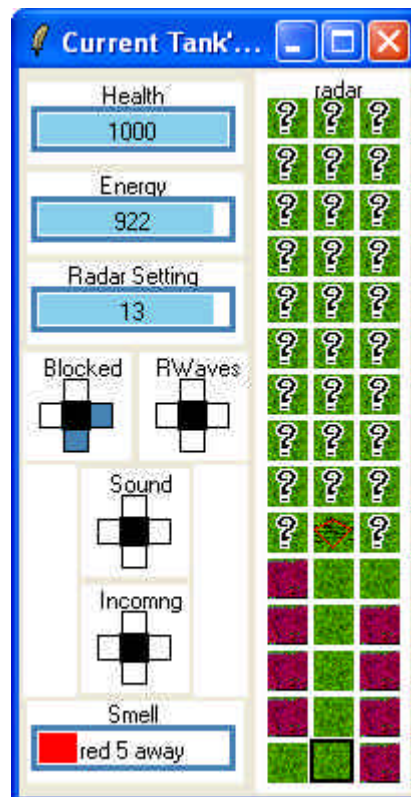 Current Tank'...
Health
1000
Energy
922
Radar Setting
13
Blocked RWaves
Sound
Incomng
Smell
red 5 away
radar
? ? ?
? ? ?
? ? ?
? ? ?
? ? ?
? ? ?
? ? ?
? ? ?
? ? ?
? ?